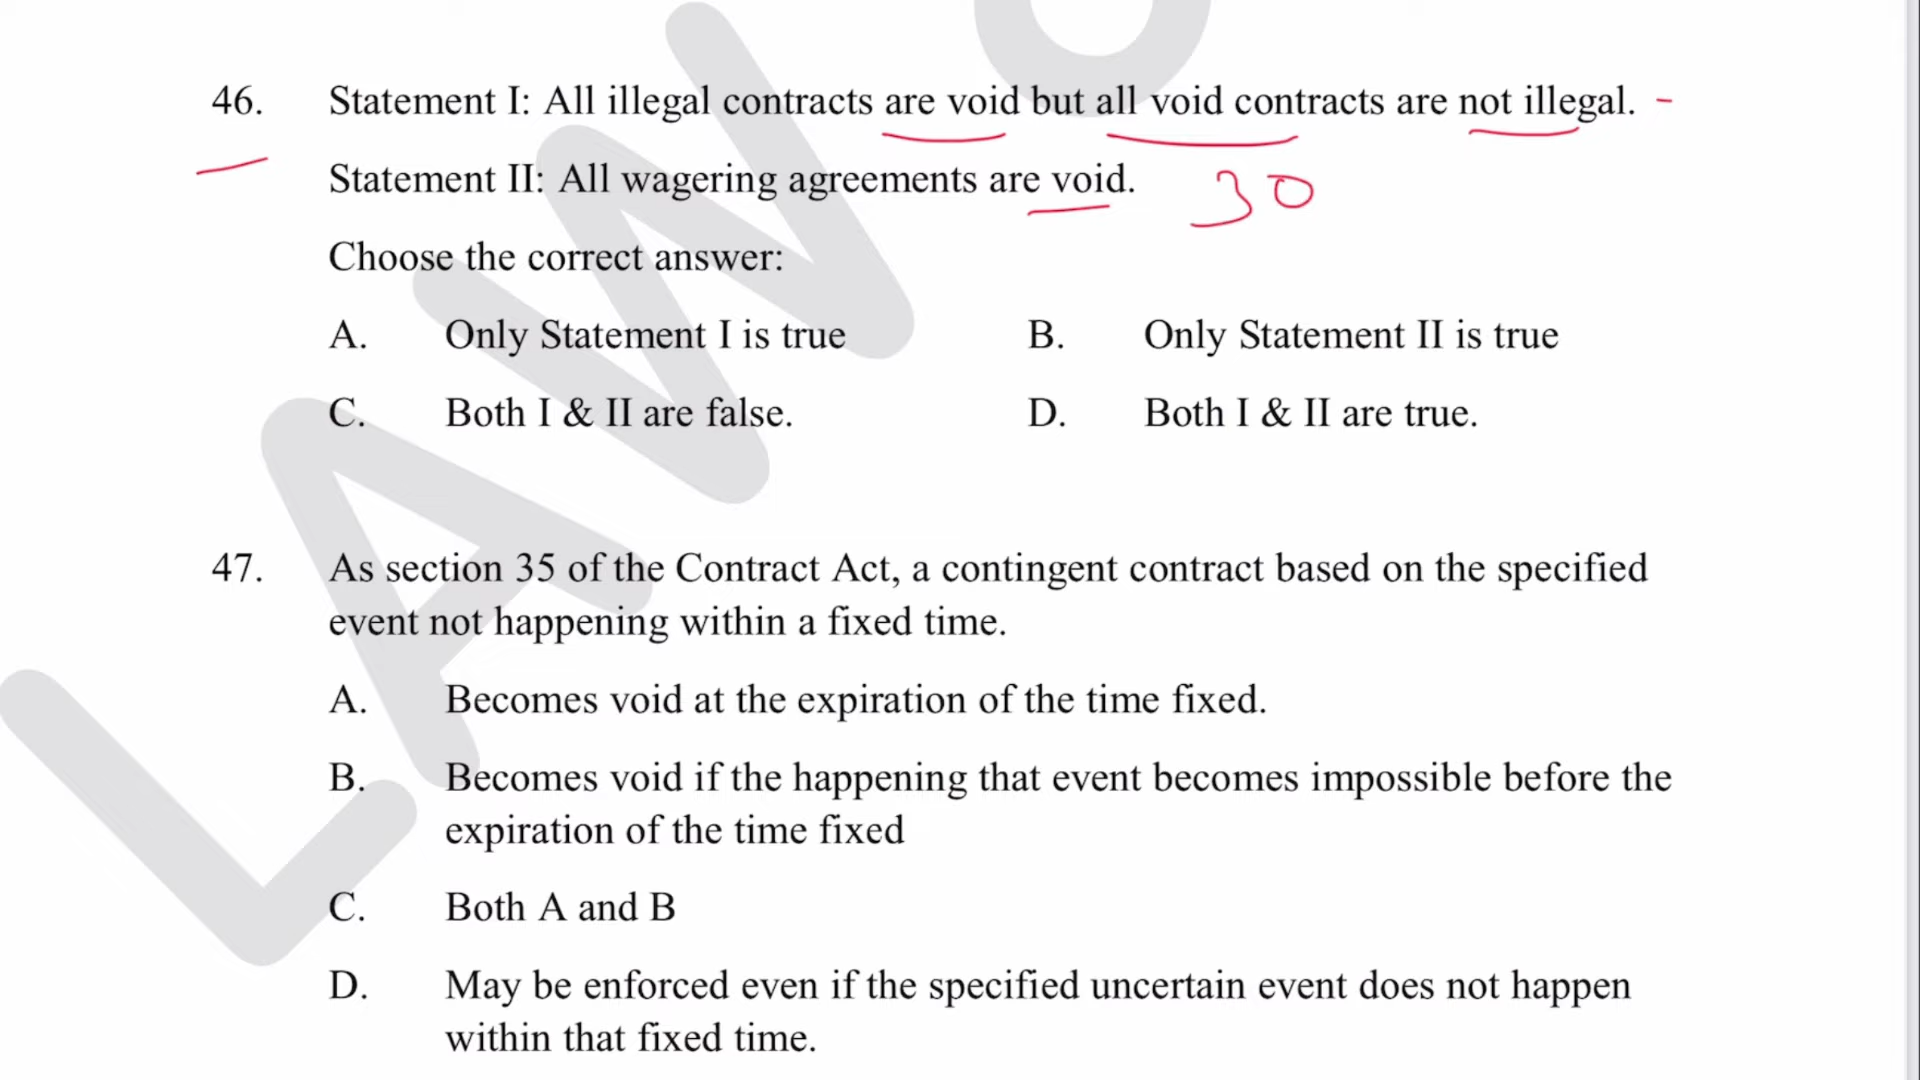 46. Statement I: All illegal contracts are void but all void contracts are not illegal. -
Statement II: All wagering agreements are void. 30
Choose the correct answer:
A. Only Statement I is true B. Only Statement II is true
C. Both I & II are false. D. Both I & II are true.
47. As section 35 of the Contract Act, a contingent contract based on the specified
event not happening within a fixed time.
A. Becomes void at the expiration of the time fixed.
B. Becomes void if the happening that event becomes impossible before the
expiration of the time fixed
C. Both A and B
D. May be enforced even if the specified uncertain event does not happen
within that fixed time.
LAW